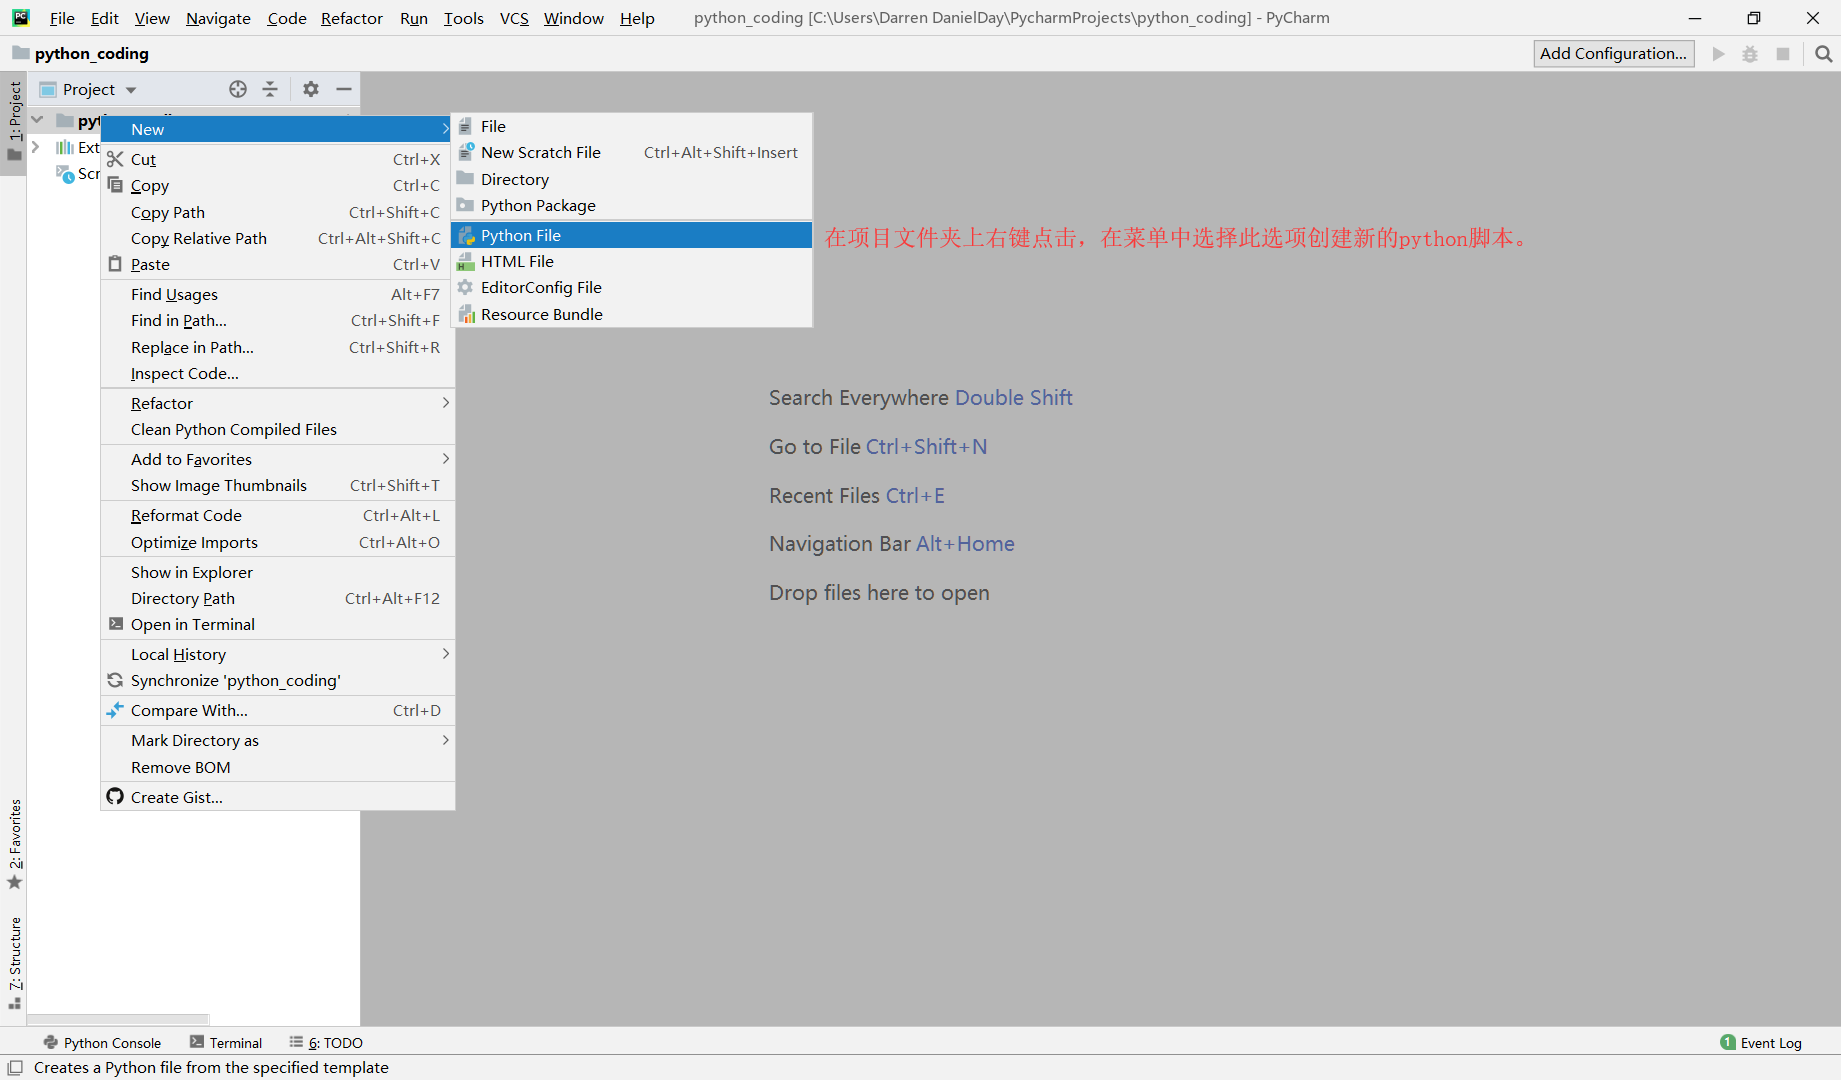 PC File Edit View Navigate Code Refactor Run Tools VCS Window Help python_coding [C:\Users\Darren DanielDay\PycharmProjects\python_coding] - PyCharm
python_coding
Add Configuration...
1: Project
Project
New
Ext
Scr
Cut Ctrl+X
Copy Ctrl+C
Copy Path Ctrl+Shift+C
Copy Relative Path Ctrl+Alt+Shift+C
Paste Ctrl+V
Find Usages Alt+F7
Find in Path... Ctrl+Shift+F
Replace in Path... Ctrl+Shift+R
Inspect Code...
Refactor
Clean Python Compiled Files
Add to Favorites
Show Image Thumbnails Ctrl+Shift+T
Reformat Code Ctrl+Alt+L
Optimize Imports Ctrl+Alt+O
Show in Explorer
Directory Path Ctrl+Alt+F12
Open in Terminal
Local History
Synchronize 'python_coding'
Compare With... Ctrl+D
Mark Directory as
Remove BOM
Create Gist...
File
New Scratch File Ctrl+Alt+Shift+Insert
Directory
Python Package
Python File
HTML File
EditorConfig File
Resource Bundle
在项目文件夹上右键点击，在菜单中选择此选项创建新的python脚本。
Search Everywhere Double Shift
Go to File Ctrl+Shift+N
Recent Files Ctrl+E
Navigation Bar Alt+Home
Drop files here to open
2: Favorites
7: Structure
Python Console Terminal 6: TODO 1 Event Log
Creates a Python file from the specified template